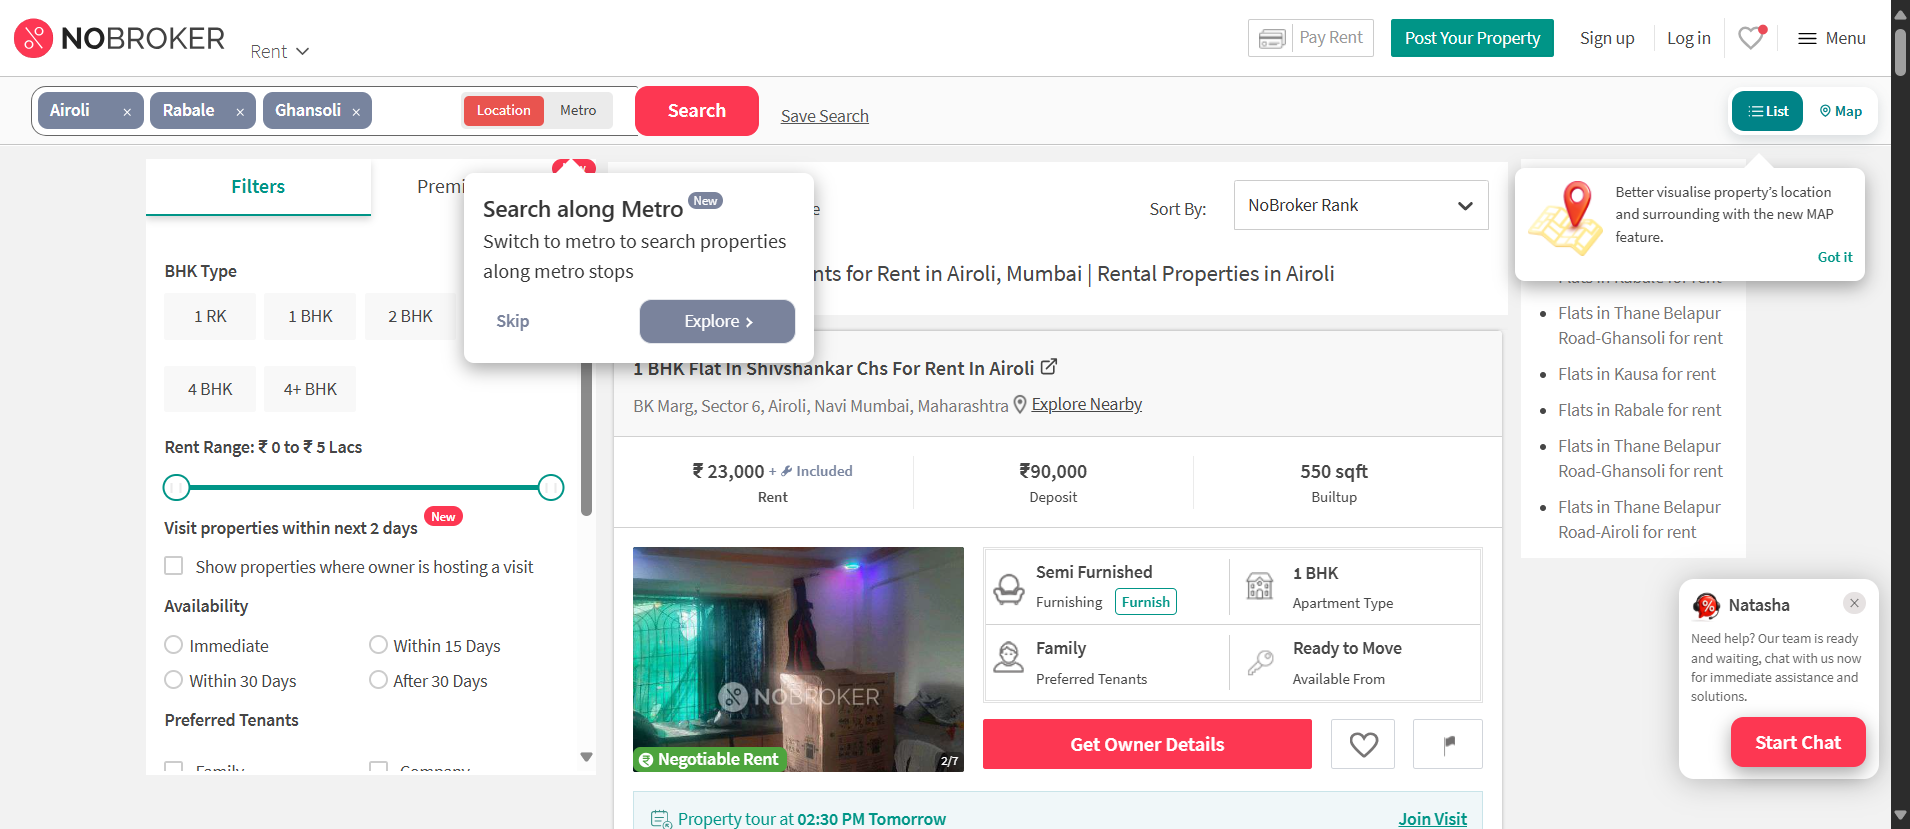 NOBROKER
Rent
Pay Rent
Post Your Property
Sign up
Log in
Menu
Airoli ×
Rabale ×
Ghansoli ×
Location
Metro
Search
Save Search
List
Map
Filters
Premi
Search along Metro New
Switch to metro to search properties
along metro stops
Skip
Explore >
e
Sort By:
NoBroker Rank
nts for Rent in Airoli, Mumbai | Rental Properties in Airoli
Better visualise property's location
and surrounding with the new MAP
feature.
Got it
BHK Type
1 RK
1 BHK
2 BHK
4 BHK
4+ BHK
Rent Range: ₹ 0 to ₹ 5 Lacs
Visit properties within next 2 days New
Show properties where owner is hosting a visit
Availability
Immediate
Within 15 Days
Within 30 Days
After 30 Days
Preferred Tenants
Family
Company
1 BHK Flat In Shivshankar Chs For Rent In Airoli
BK Marg, Sector 6, Airoli, Navi Mumbai, Maharashtra Explore Nearby
₹ 23,000 + Included
Rent
₹90,000
Deposit
550 sqft
Builtup
NOBROKER
Negotiable Rent
2/7
Semi Furnished
Furnishing Furnish
1 BHK
Apartment Type
Family
Preferred Tenants
Ready to Move
Available From
Get Owner Details
Property tour at 02:30 PM Tomorrow
Join Visit
Flats in Rabale for rent
Flats in Thane Belapur
Road-Ghansoli for rent
Flats in Kausa for rent
Flats in Rabale for rent
Flats in Thane Belapur
Road-Ghansoli for rent
Flats in Thane Belapur
Road-Airoli for rent
Natasha
Need help? Our team is ready
and waiting, chat with us now
for immediate assistance and
solutions.
Start Chat